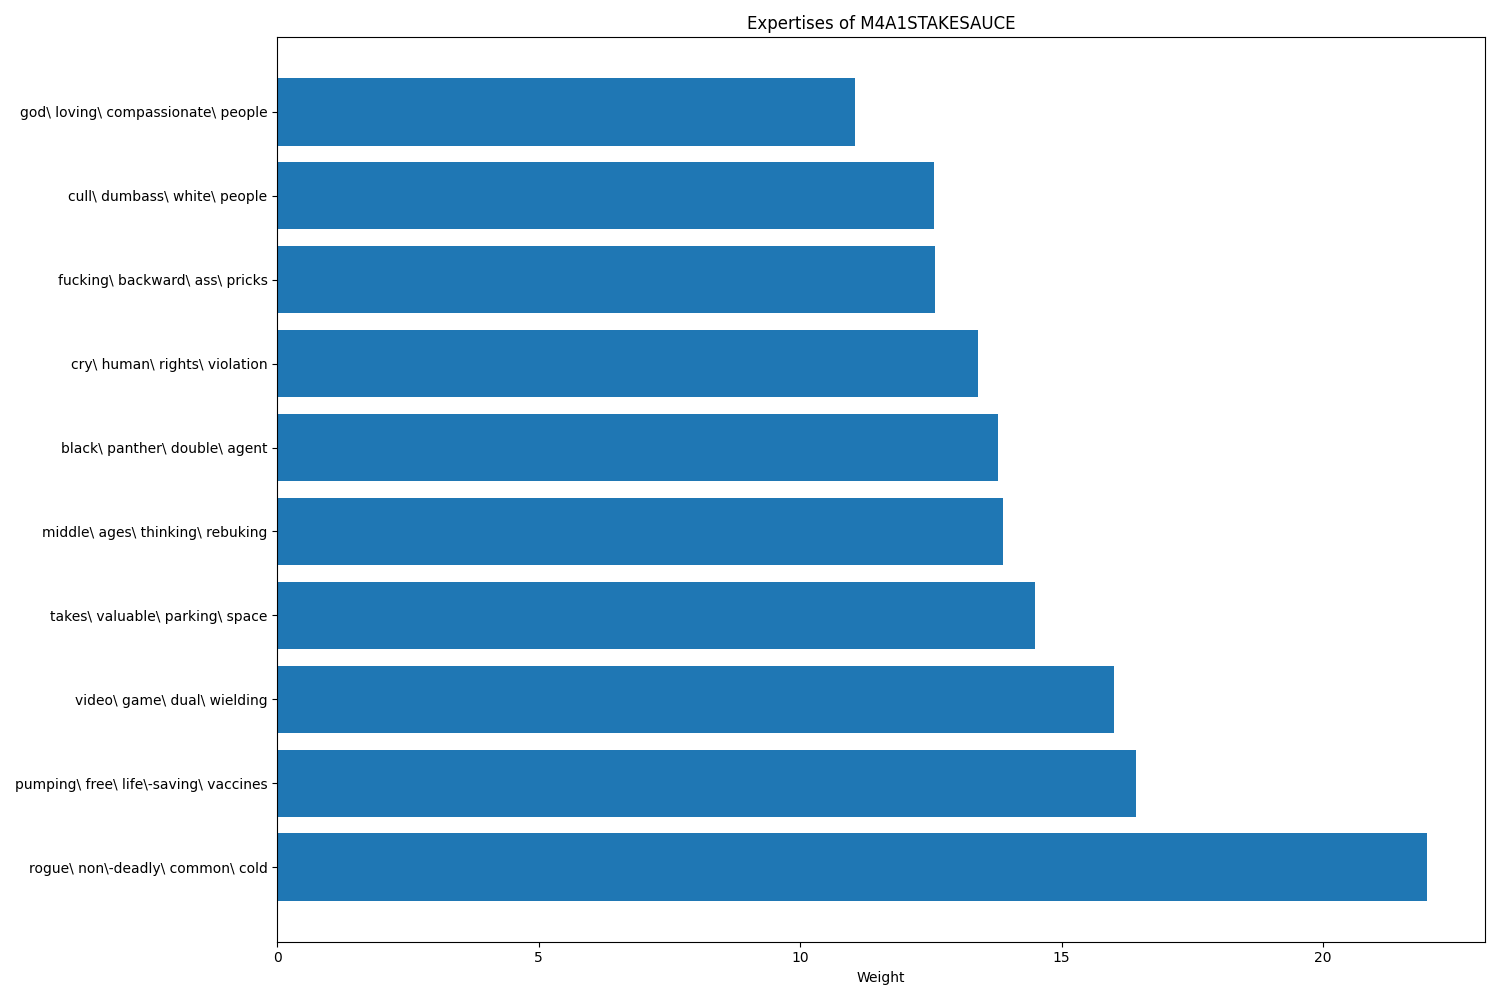 Expertises of M4A1STAKESAUCE
god\ loving\ compassionate\ people
cull\ dumbass\ white\ people
fucking\ backward\ ass\ pricks
cry\ human\ rights\ violation
black\ panther\ double\ agent
middle\ ages\ thinking\ rebuking
takes\ valuable\ parking\ space
video\ game\ dual\ wielding
pumping\ free\ life\-saving\ vaccines
rogue\ non\-deadly\ common\ cold
0 5 10 15 20
Weight